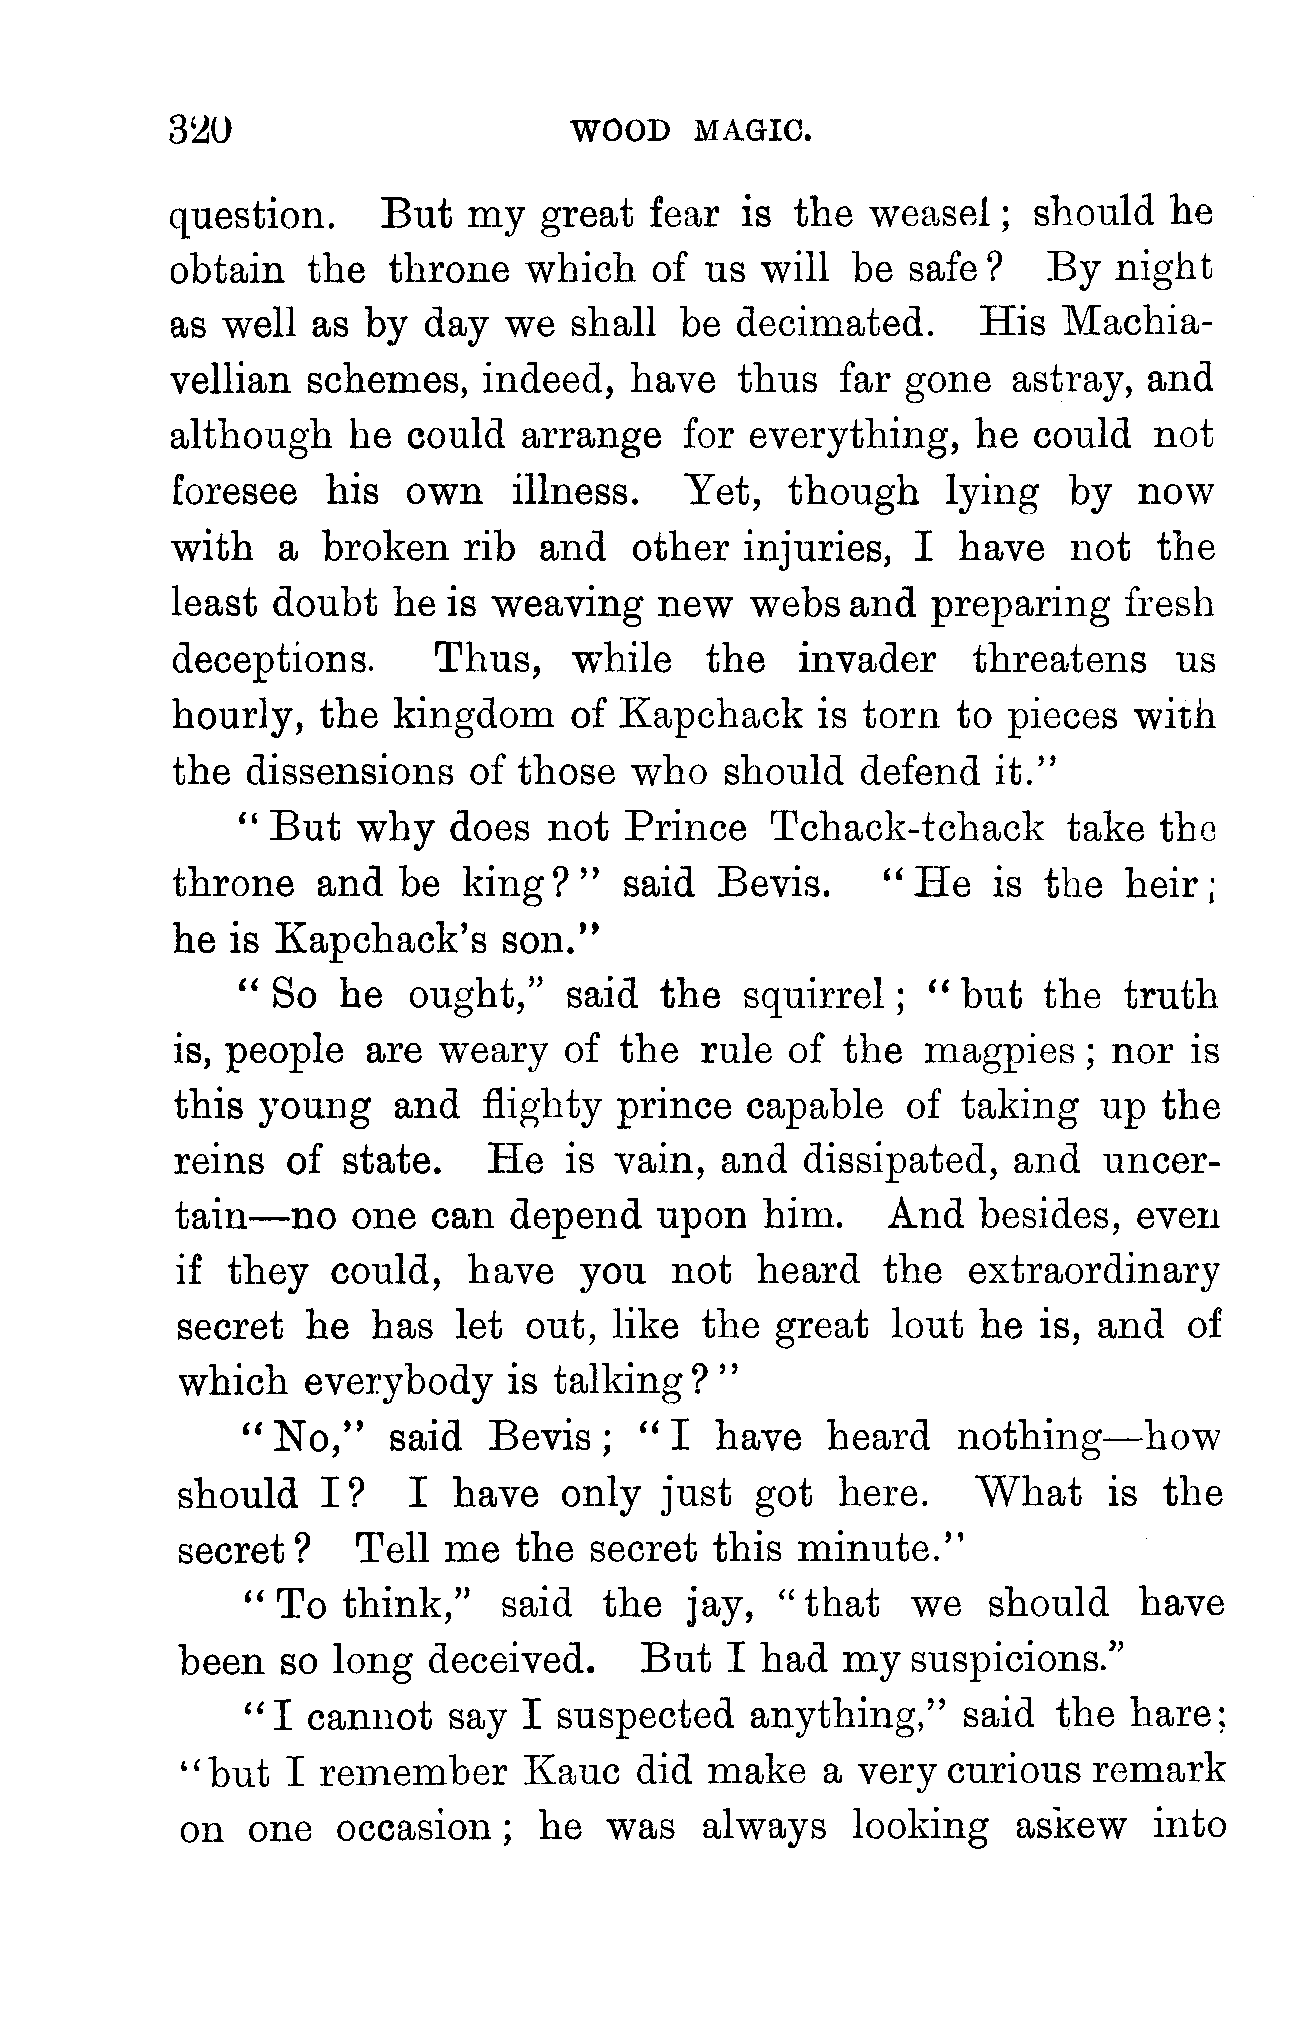 320 WOOD MAGIC.
question. But my great fear is the weasel; should he
obtain the throne which of us will be safe? By night
as well as by day we shall be decimated. His Machia-
vellian schemes, indeed, have thus far gone astray, and
although he could arrange for everything, he could not
foresee his own illness. Yet, though lying by now
with a broken rib and other injuries, I have not the
least doubt he is weaving new webs and preparing fresh
deceptions. Thus, while the invader threatens us
hourly, the kingdom of Kapchack is torn to pieces with
the dissensions of those who should defend it."
"But why does not Prince Tchack-tchack take the
throne and be king?" said Bevis. "He is the heir;
he is Kapchack's son."
"So he ought," said the squirrel; "but the truth
is, people are weary of the rule of the magpies; nor is
this young and flighty prince capable of taking up the
reins of state. He is vain, and dissipated, and uncer-
tain—no one can depend upon him. And besides, even
if they could, have you not heard the extraordinary
secret he has let out, like the great lout he is, and of
which everybody is talking?"
"No," said Bevis; "I have heard nothing—how
should I? I have only just got here. What is the
secret? Tell me the secret this minute."
"To think," said the jay, "that we should have
been so long deceived. But I had my suspicions."
"I cannot say I suspected anything," said the hare;
"but I remember Kauc did make a very curious remark
on one occasion; he was always looking askew into